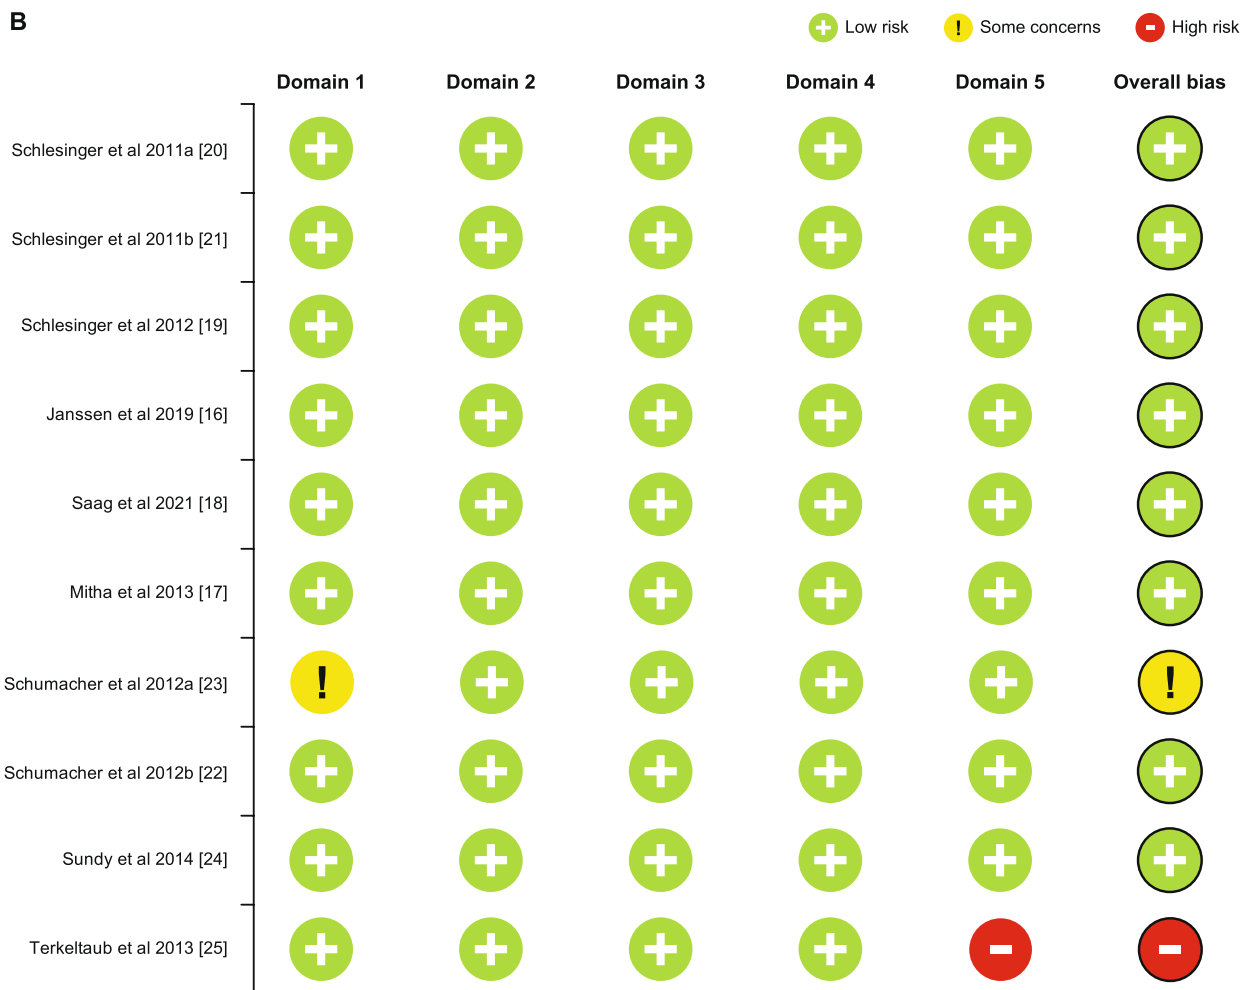 B
Low risk
! Some concerns
High risk
Domain 1 Domain 2 Domain 3 Domain 4 Domain 5 Overall bias
Schlesinger et al 2011a [20]
Schlesinger et al 2011b [21]
Schlesinger et al 2012 [19]
Janssen et al 2019 [16]
Saag et al 2021 [18]
Mitha et al 2013 [17]
Schumacher et al 2012a [23] ! !
Schumacher et al 2012b [22]
Sundy et al 2014 [24]
Terkeltaub et al 2013 [25]